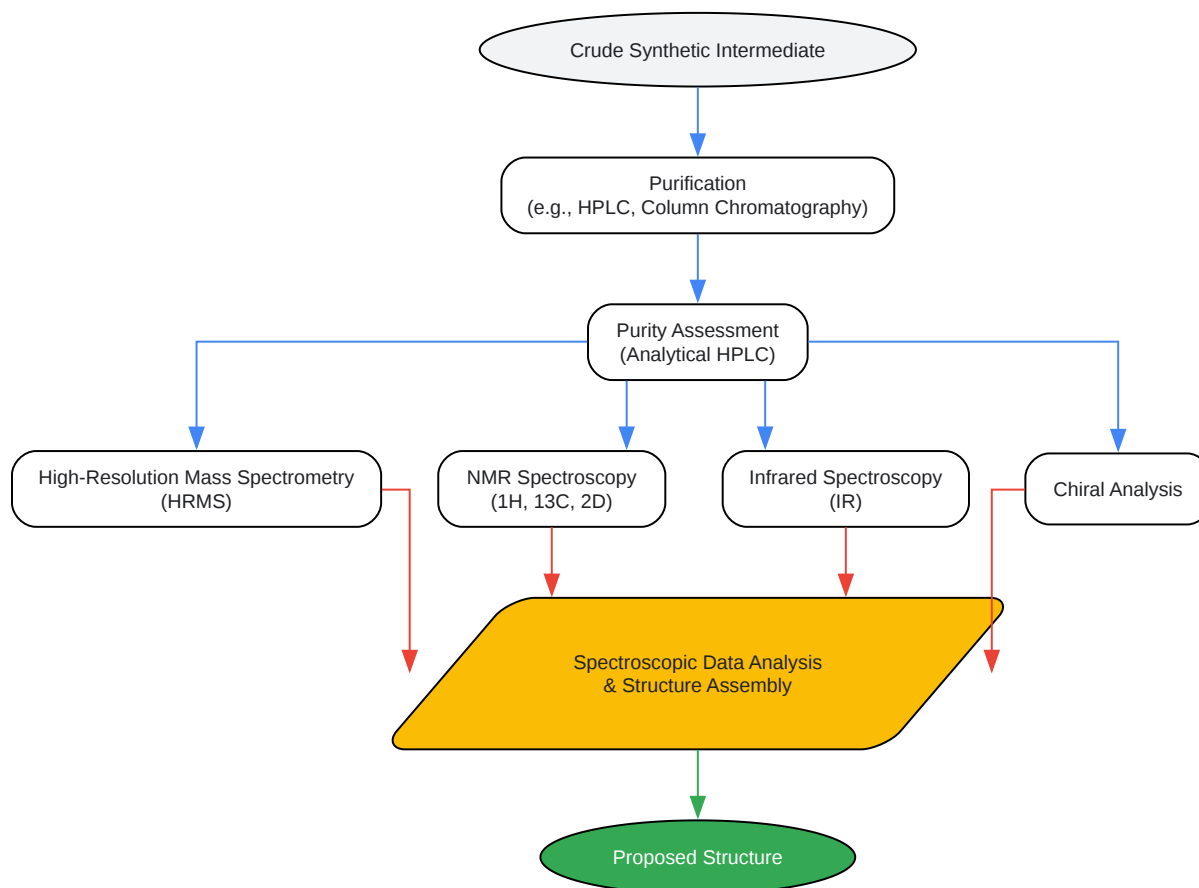 Crude Synthetic Intermediate
Purification
(e.g., HPLC, Column Chromatography)
Purity Assessment
(Analytical HPLC)
High-Resolution Mass Spectrometry
(HRMS)
NMR Spectroscopy
(1H, 13C, 2D)
Infrared Spectroscopy
(IR)
Chiral Analysis
Spectroscopic Data Analysis
& Structure Assembly
Proposed Structure